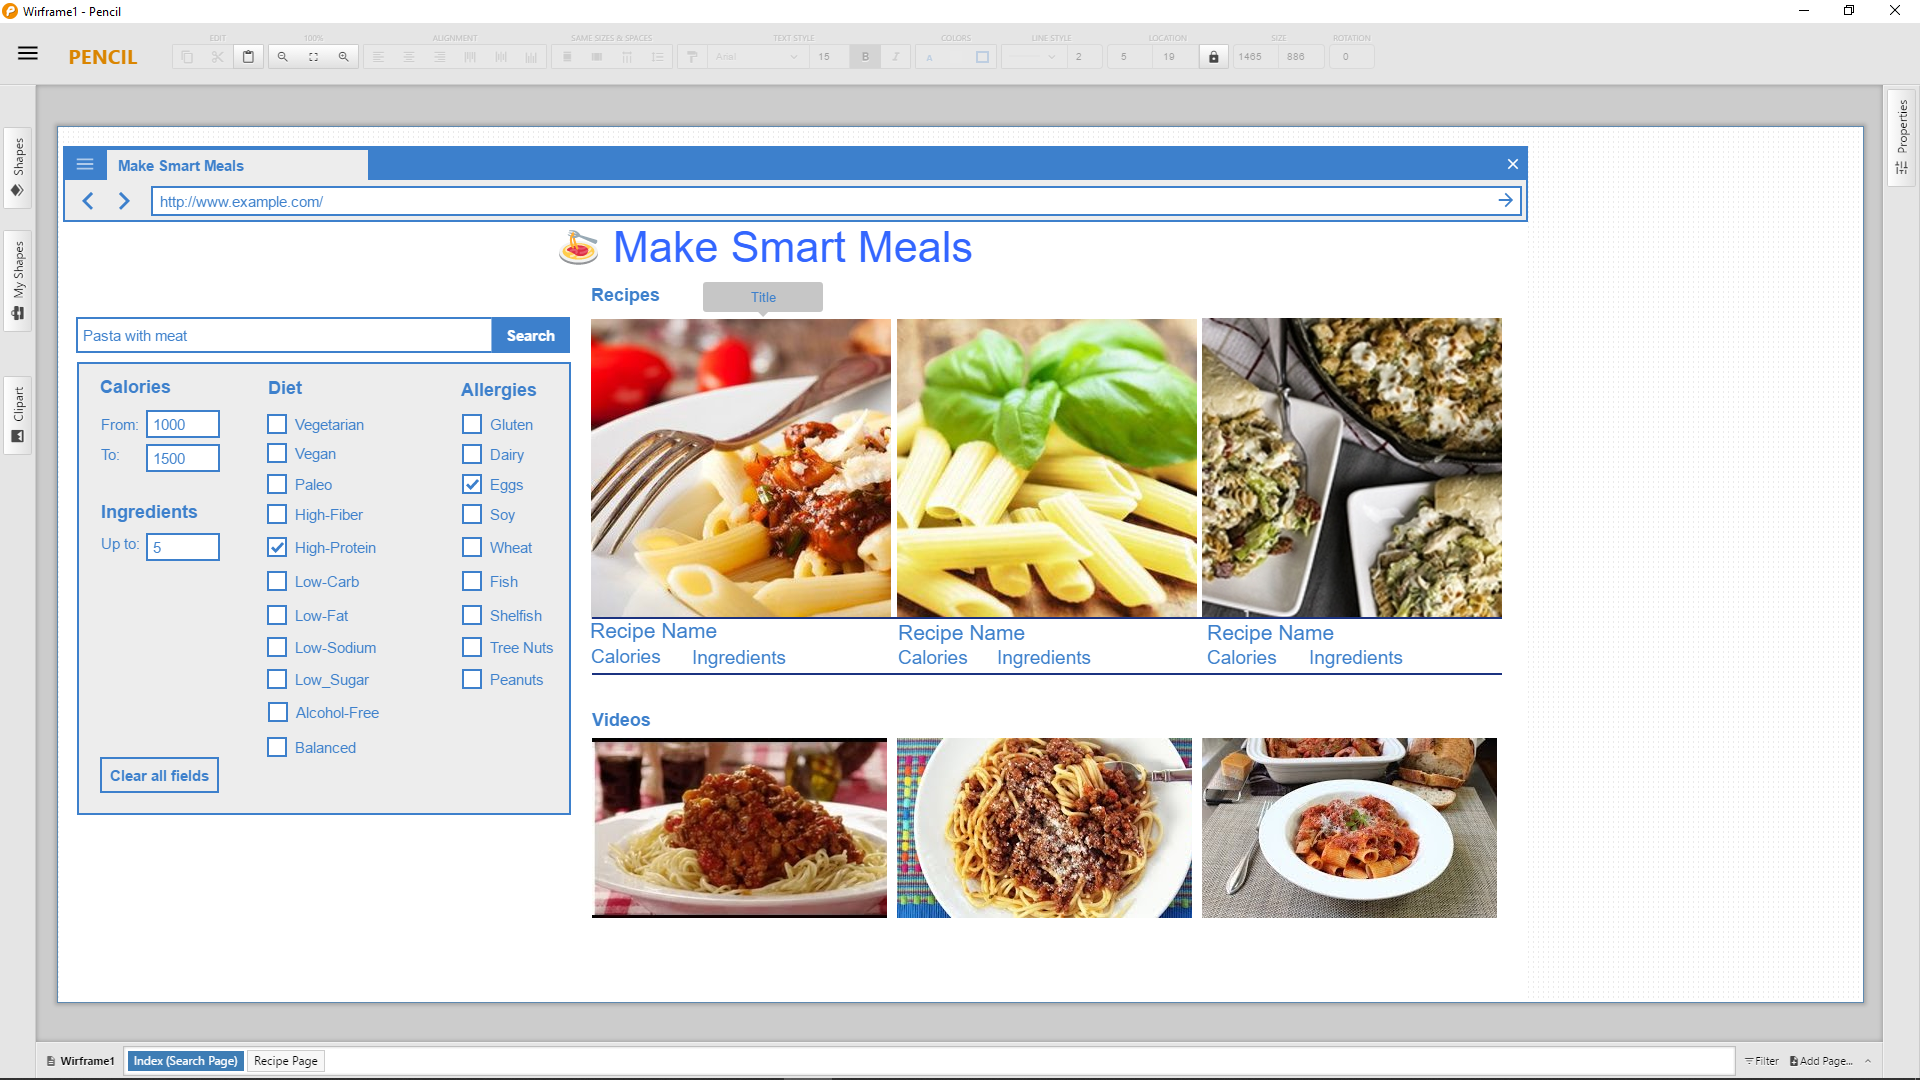 Wirframe1 - Pencil
PENCIL
EDIT
100%
ALIGNMENT
SAME SIZES & SPACES
TEXT STYLE
COLORS
LINE STYLE
LOCATION
SIZE
ROTATION
Arial
15
B
I
A
2
5
19
1465
886
0
Shapes
My Shapes
Clipart
Properties
Make Smart Meals
http://www.example.com/
Make Smart Meals
Pasta with meat
Search
Calories
From: 1000
To: 1500
Ingredients
Up to: 5
Clear all fields
Diet
Vegetarian
Vegan
Paleo
High-Fiber
High-Protein
Low-Carb
Low-Fat
Low-Sodium
Low_Sugar
Alcohol-Free
Balanced
Allergies
Gluten
Dairy
Eggs
Soy
Wheat
Fish
Shelfish
Tree Nuts
Peanuts
Recipes
Title
Recipe Name
Calories Ingredients
Recipe Name
Calories Ingredients
Recipe Name
Calories Ingredients
Videos
Wirframe1
Index (Search Page)
Recipe Page
Filter
Add Page...